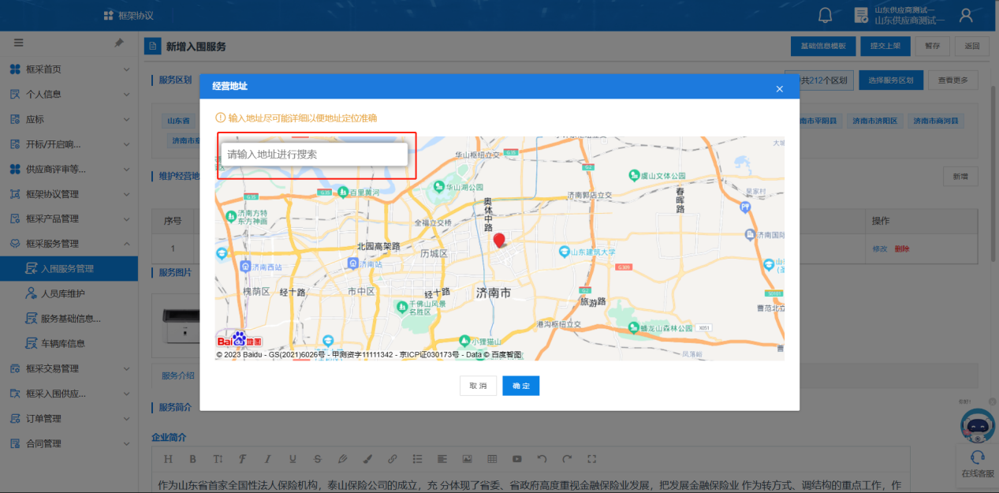 框架协议
山东供应商测试一
山东供应商测试一
新增入围服务
基础信息模板
提交上架
暂存
返回
框采首页
个人信息
应标
开标/开启响...
供应商评审等...
框架协议管理
框采产品管理
框采服务管理
入围服务管理
人员库维护
服务基础信息...
车辆库信息
框采交易管理
框采入围供应...
订单管理
合同管理
服务区划
共212个区划
选择服务区划
查看更多
山东省
南市平阴县
济南市济阳区
济南市商河县
济南市章
维护经营地
新增
序号
操作
1
修改
删除
服务图片
服务介绍
服务简介
企业简介
经营地址
输入地址尽可能详细以便地址定位准确
请输入地址进行搜索
华山枢纽立交
G35
G2
虞山文体公园
华山湖公园
百里黄河
G35
G35
济南郭店立交
春晖路
吴家村
奥体中路
济南方特
东方神画
全福立交桥
济南国际
北园高架路
历城区
山东建筑大学
济南西站
济南站
G309
槐荫区
经十路
市中区
经十路
济南市
G2
旅游路
S0101
千佛山风景
名胜区
曹范北立
港沟枢纽立交
蟠龙山森林公园
X051
小狸猫山
凤落岭
Bai 地图
© 2023 Baidu - GS(2021)6026号 - 甲测资字11111342 - 京ICP证030173号 - Data © 百度智图
取 消
确 定
你好!
在线客服
作为山东省首家全国性法人保险机构，泰山保险公司的成立，充 分体现了省委、省政府高度重视金融保险业发展，把发展金融保险业 作为转方式、调结构的重点工作，作